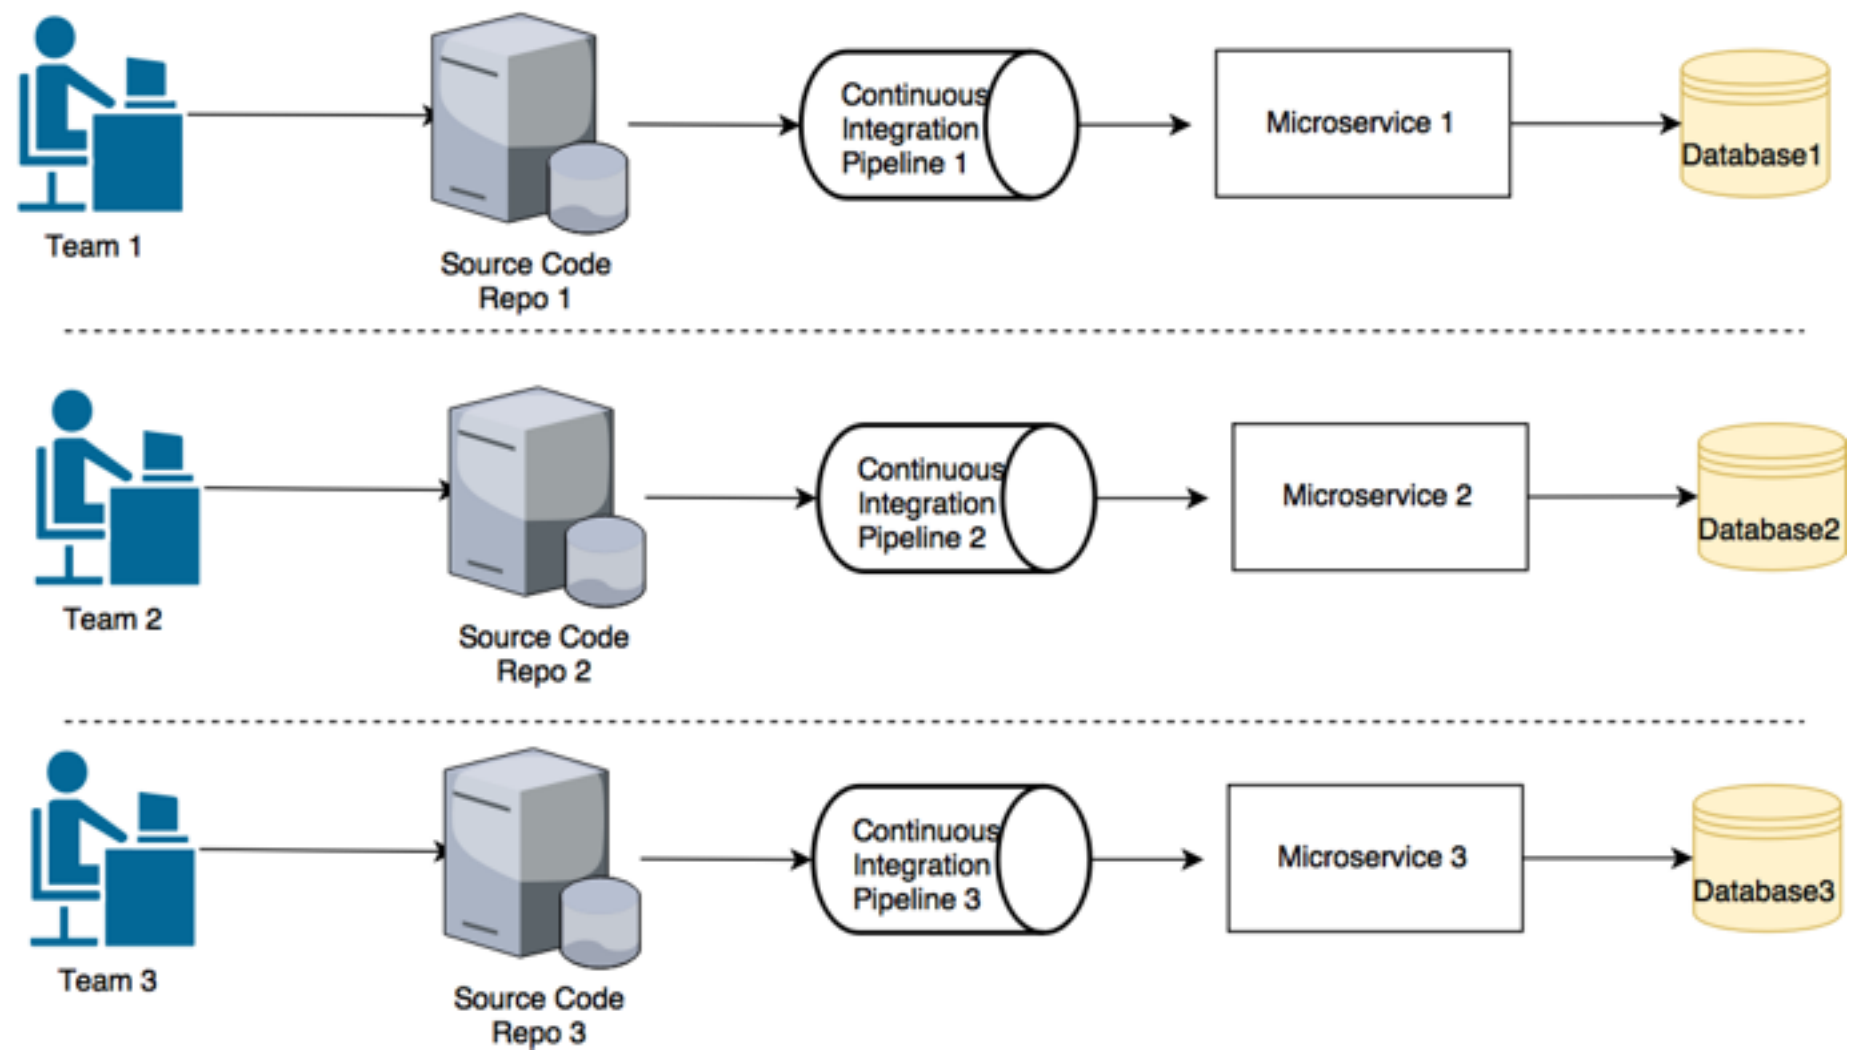 Team 1
Source Code
Repo 1
Continuous
Integration
Pipeline 1
Microservice 1
Database1
Team 2
Source Code
Repo 2
Continuous
Integration
Pipeline 2
Microservice 2
Database2
Team 3
Source Code
Repo 3
Continuous
Integration
Pipeline 3
Microservice 3
Database3